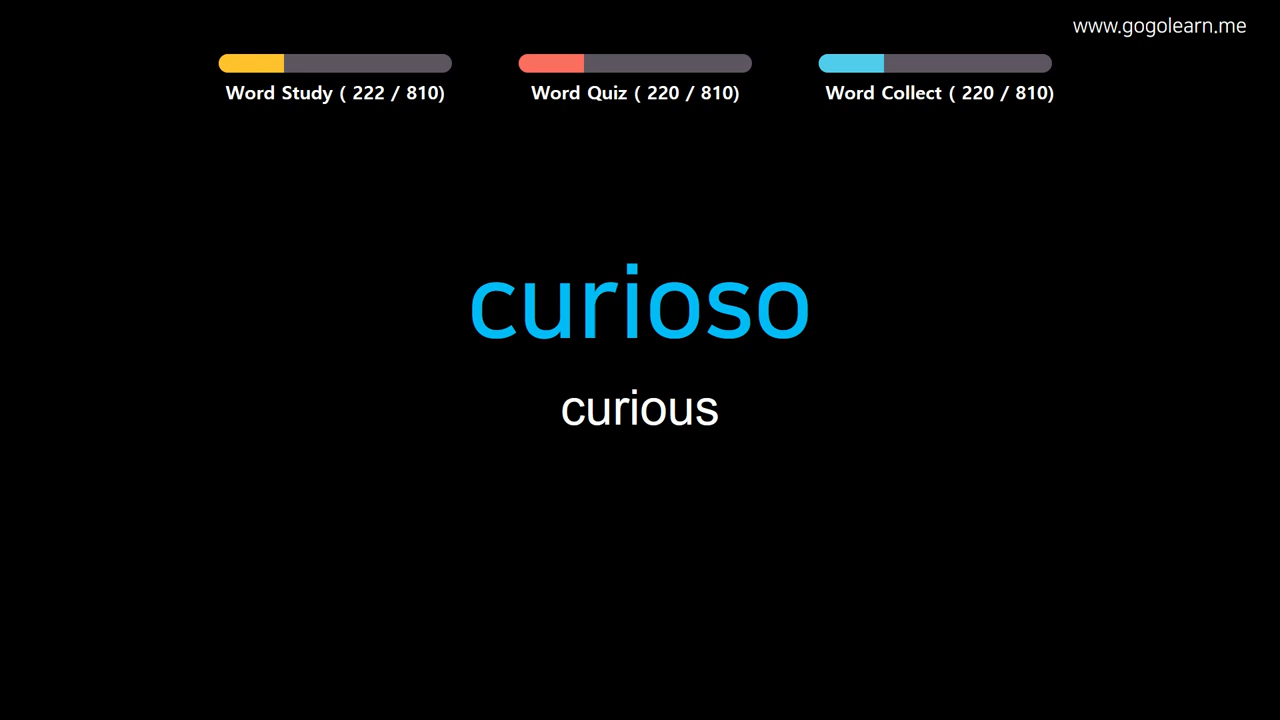 www.gogolearn.me
Word Study ( 222 / 810)
Word Quiz ( 220 / 810)
Word Collect ( 220 / 810)
curioso
curious